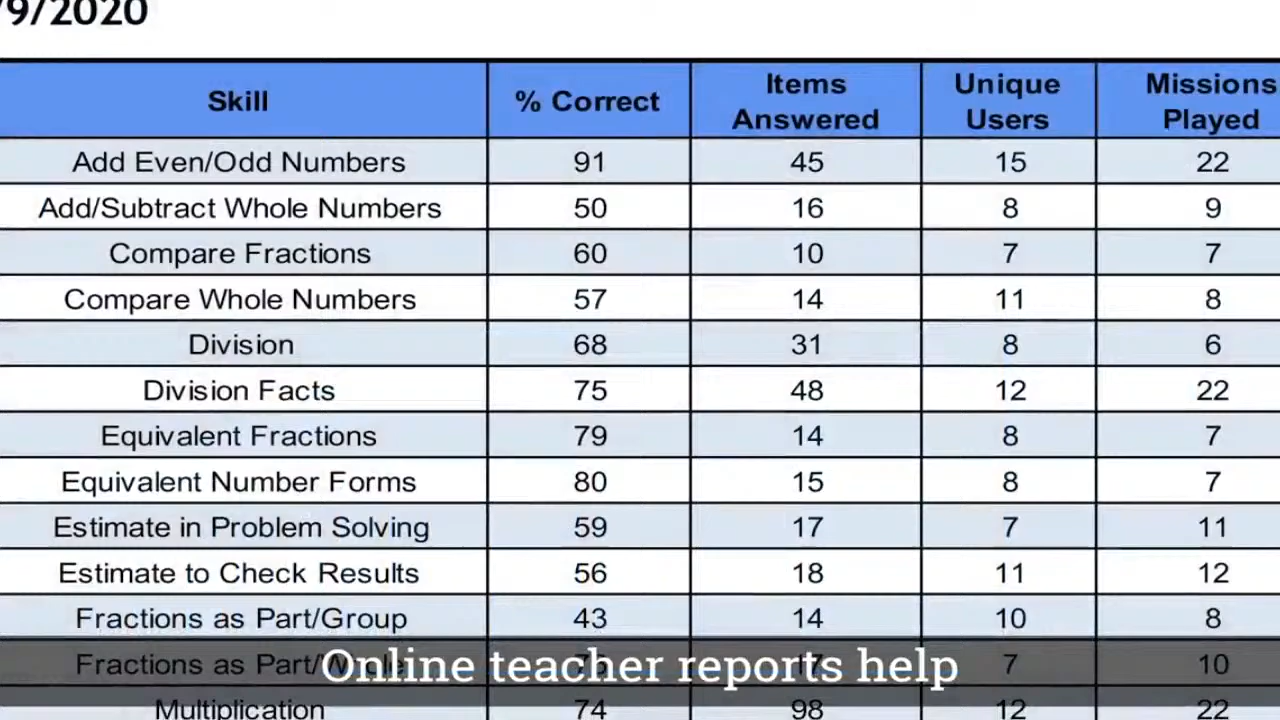 /9/2020
Skill % Correct Items Answered Unique Users Missions Played
Add Even/Odd Numbers 91 45 15 22
Add/Subtract Whole Numbers 50 16 8 9
Compare Fractions 60 10 7 7
Compare Whole Numbers 57 14 11 8
Division 68 31 8 6
Division Facts 75 48 12 22
Equivalent Fractions 79 14 8 7
Equivalent Number Forms 80 15 8 7
Estimate in Problem Solving 59 17 7 11
Estimate to Check Results 56 18 11 12
Fractions as Part/Group 43 14 10 8
Fractions as 7 10
Online teacher reports help
Multiplication 74 98 12 22